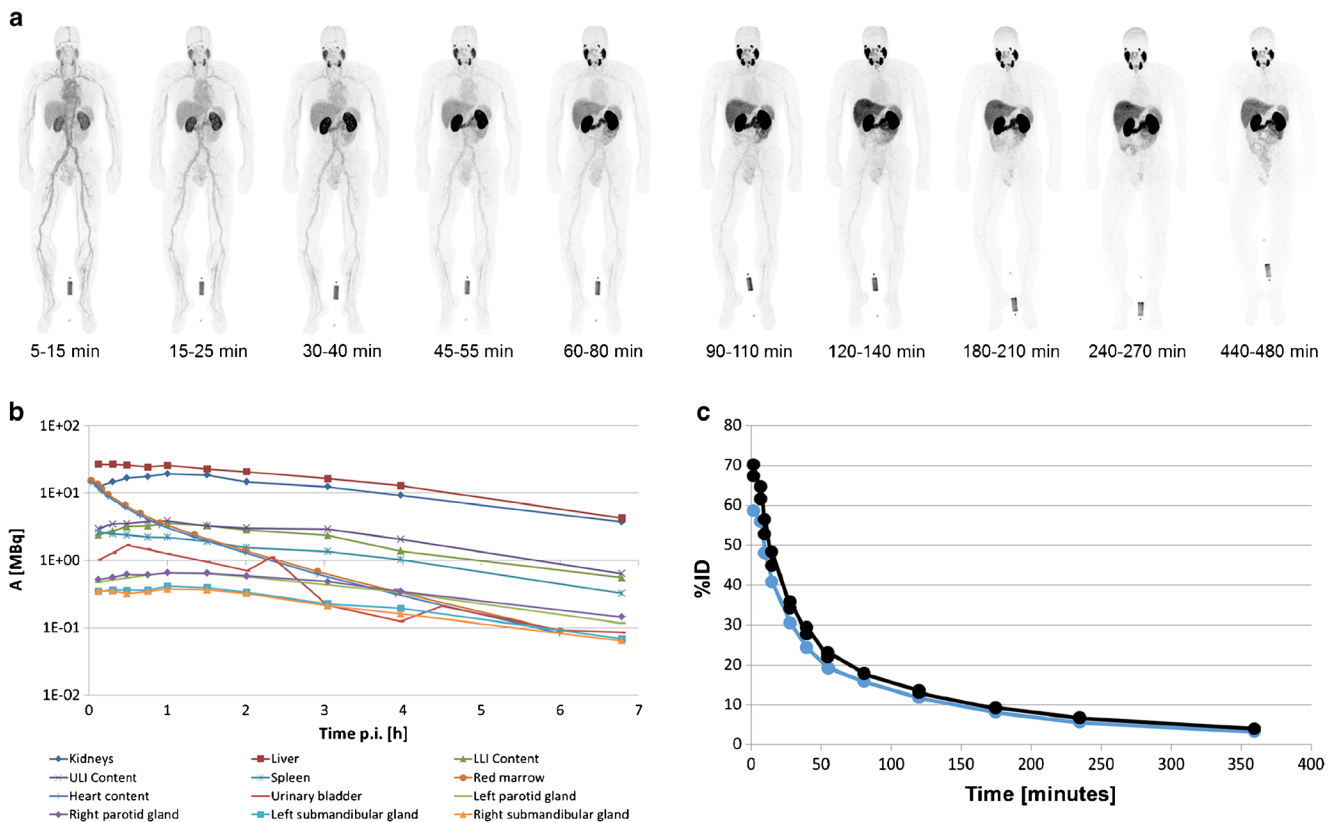 a
5-15 min 15-25 min 30-40 min 45-55 min 60-80 min 90-110 min 120-140 min 180-210 min 240-270 min 440-480 min
b
1E+02
1E+01
1E+00
1E-01
1E-02
A [MBq]
0 1 2 3 4 5 6 7
Time p.i. [h]
Kidneys Liver LLI Content
ULI Content Spleen Red marrow
Heart content Urinary bladder Left parotid gland
Right parotid gland Left submandibular gland Right submandibular gland
c
80
70
60
50
40
30
20
10
0
%ID
0 50 100 150 200 250 300 350 400
Time [minutes]